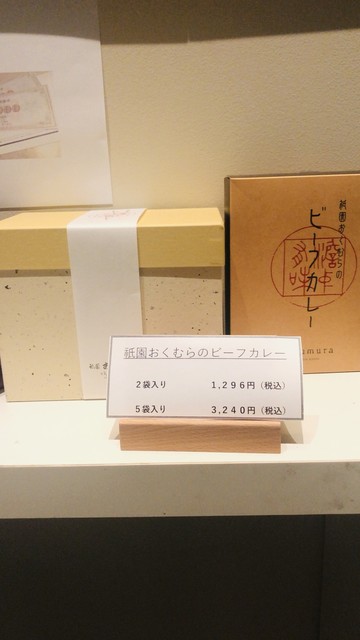 祇園おくむらの
ビーフカレー
mura
祇園おくむらのビーフカレー
2袋入り 1,296円（税込）
5袋入り 3,240円（税込）